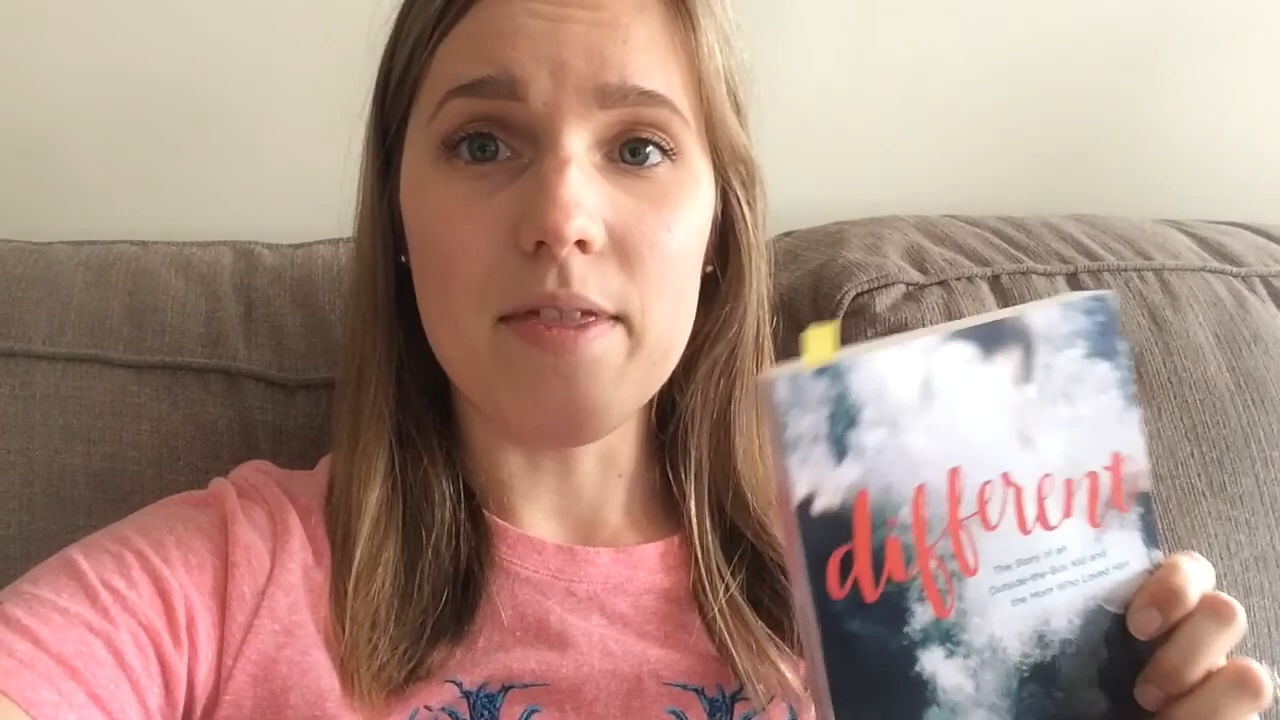 different
The Story of an
Outside-the-Box Kid and
the Mom Who Loved Him